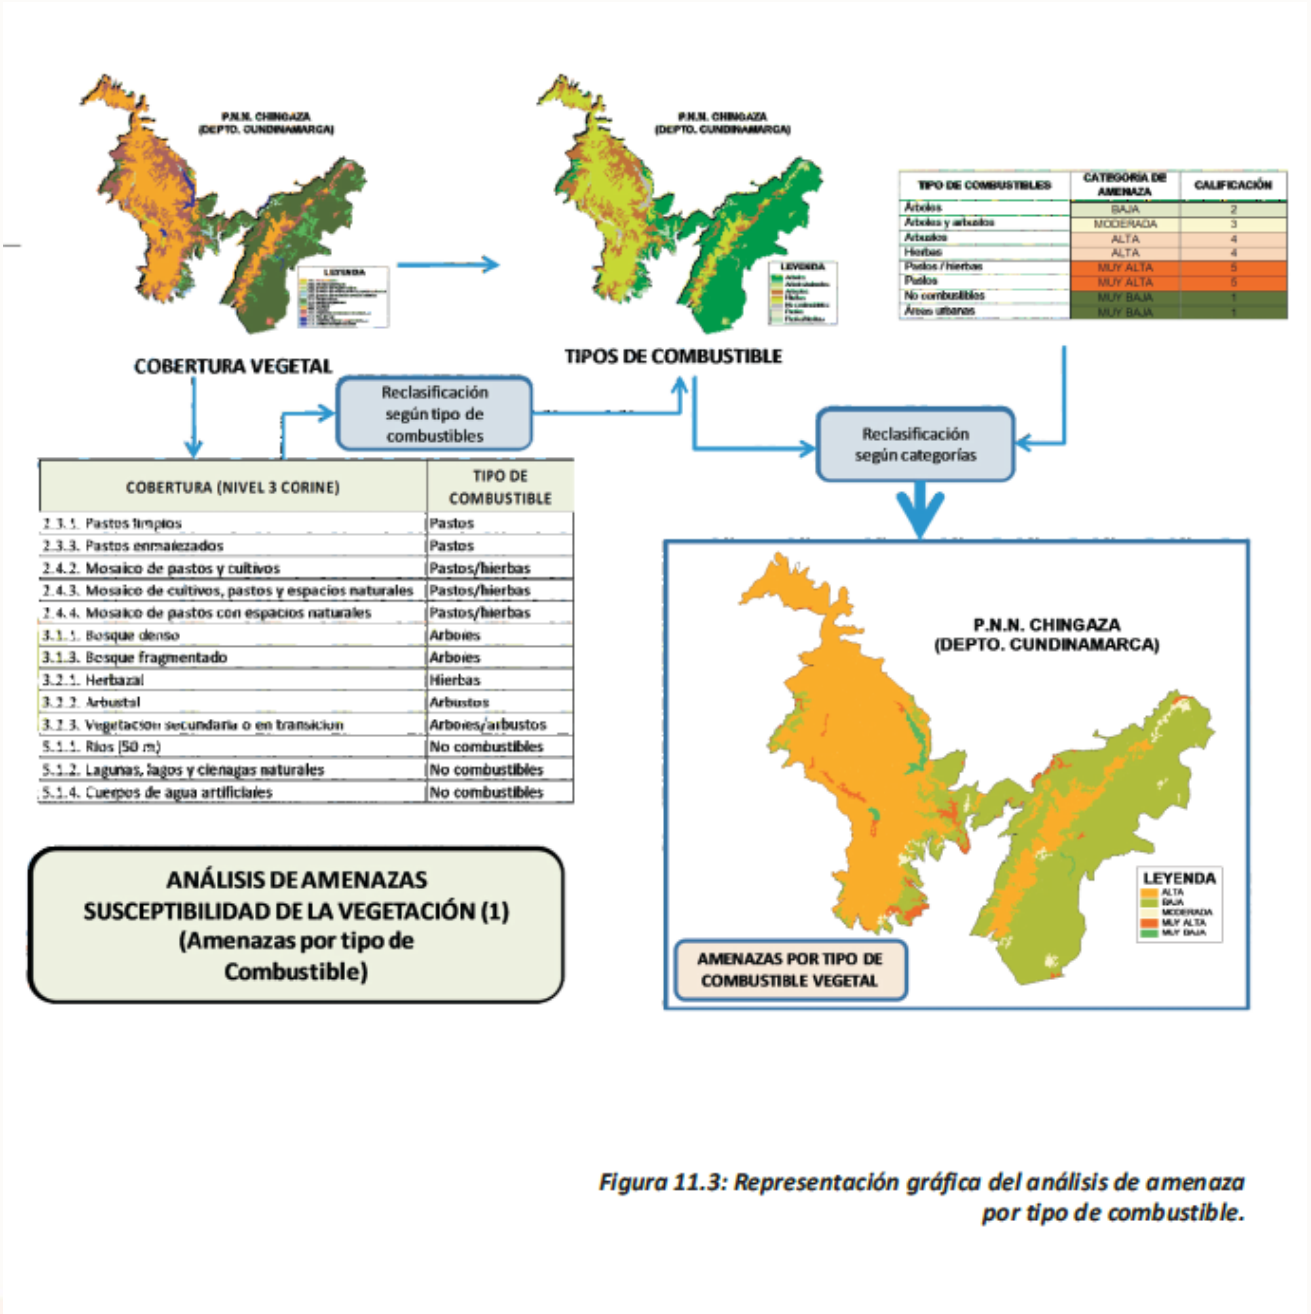 P.N.N. CHINGAZA
(DEPTO. CUNDINAMARCA)
LEYENDA
COBERTURA VEGETAL
P.N.N. CHINGAZA
(DEPTO. CUNDINAMARCA)
LEYENDA
Arboles
Hierbas
No combustibles
Pastos
TIPOS DE COMBUSTIBLE
TIPO DE COMBUSTIBLES CATEGORÍA DE AMENAZA CALIFICACIÓN
Árboles BAJA 2
Arboles y arbustos MODERADA 3
Arbustos ALTA 4
Hierbas ALTA 4
Pastos / hierbas MUY ALTA 5
Pastos MUY ALTA 5
No combustibles MUY BAJA 1
Áreas urbanas MUY BAJA 1
Reclasificación
según tipo de
combustibles
Reclasificación
según categorías
COBERTURA (NIVEL 3 CORINE) TIPO DE COMBUSTIBLE
2.3.1. Pastos limpios Pastos
2.3.3. Pastos enmalezados Pastos
2.4.2. Mosaico de pastos y cultivos Pastos/hierbas
2.4.3. Mosaico de cultivos, pastos y espacios naturales Pastos/hierbas
2.4.4. Mosaico de pastos con espacios naturales Pastos/hierbas
3.1.1. Bosque denso Arboles
3.1.3. Bosque fragmentado Arboles
3.2.1. Herbazal Hierbas
3.2.2. Arbustal Arbustos
3.2.3. Vegetacion secundaria o en transicion Arboles/arbustos
5.1.1. Rios (50 m) No combustibles
5.1.2. Lagunas, lagos y cienagas naturales No combustibles
5.1.4. Cuerpos de agua artificiales No combustibles
ANÁLISIS DE AMENAZAS
SUSCEPTIBILIDAD DE LA VEGETACIÓN (1)
(Amenazas por tipo de
Combustible)
P.N.N. CHINGAZA
(DEPTO. CUNDINAMARCA)
LEYENDA
ALTA
BAJA
MODERADA
MUY ALTA
MUY BAJA
AMENAZAS POR TIPO DE
COMBUSTIBLE VEGETAL
Figura 11.3: Representación gráfica del análisis de amenaza
por tipo de combustible.